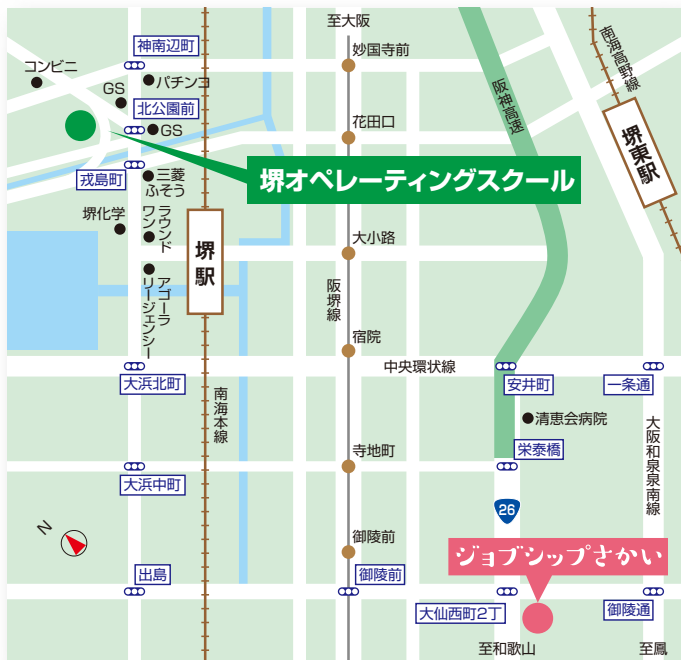 至大阪
神南辺町
妙国寺前
コンビニ
パチンコ
GS
北公園前
GS
花田口
阪神高速
南海高野線
堺東駅
堺オペレーティングスクール
戎島町
三菱
ふそう
堺化学
ラウンド
ワン
堺駅
大小路
アゴーラ
リージェンシー
阪堺線
宿院
中央環状線
大浜北町
安井町
一条通
南海本線
清恵会病院
大阪和泉泉南線
栄泰橋
寺地町
大浜中町
26
N
御陵前
ジョブシップさかい
出島
御陵前
大仙西町2丁
御陵通
至和歌山
至鳳